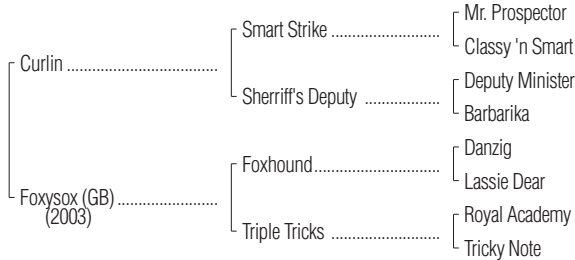 Mr. Prospector
Smart Strike ........................
Classy 'n Smart
Curlin .................................
Deputy Minister
Sherriff's Deputy ................
Barbarika
Danzig
Foxhound............................
Lassie Dear
Foxysox (GB) ......................
(2003)
Royal Academy
Triple Tricks .........................
Tricky Note